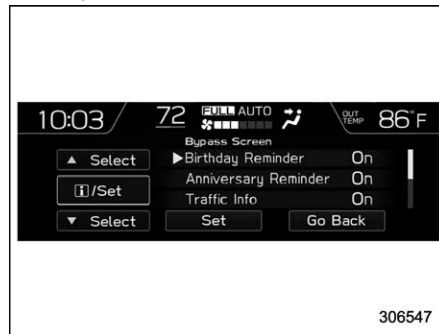 10:03
72 FULL AUTO
OUT TEMP 86°F
Bypass Screen
▲ Select
▶Birthday Reminder On
i/Set
Anniversary Reminder On
Traffic Info On
▼ Select
Set
Go Back
306547